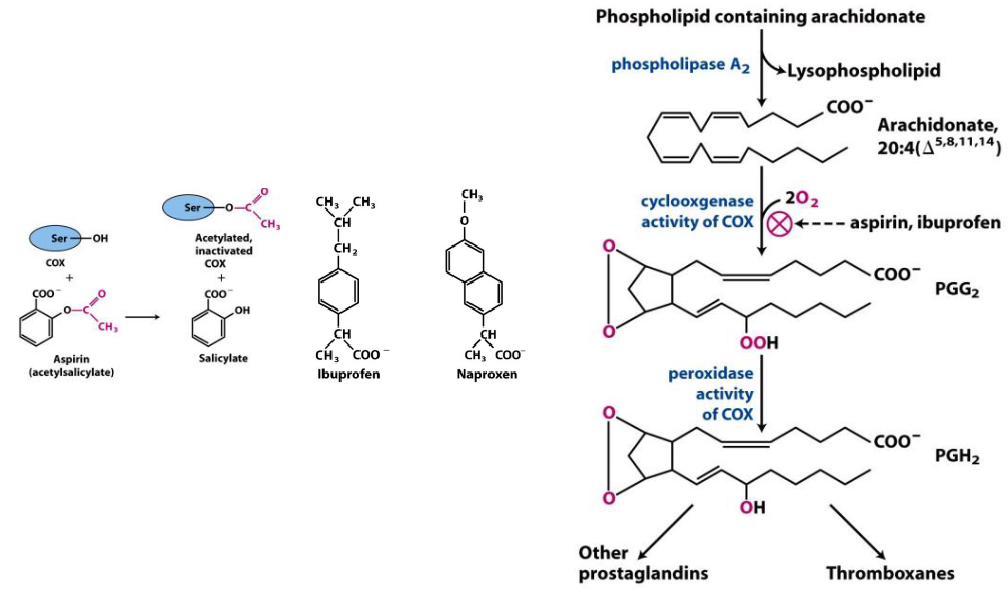 Ser—OH
COX
+
COO⁻
O—C
O
CH₃
Aspirin
(acetylsalicylate)
Ser—O—C
O
CH₃
Acetylated,
inactivated
COX
+
COO⁻
OH
Salicylate
CH₃ CH₃
CH
CH₂
CH
CH₃ COO⁻
Ibuprofen
CH₃
O
CH
CH₃ COO⁻
Naproxen
Phospholipid containing arachidonate
phospholipase A₂
Lysophospholipid
COO⁻
Arachidonate,
20:4(Δ⁵,⁸,¹¹,¹⁴)
cyclooxgenase
activity of COX
2O₂
aspirin, ibuprofen
O
O
COO⁻
PGG₂
OOH
peroxidase
activity
of COX
O
O
COO⁻
PGH₂
OH
Other
prostaglandins
Thromboxanes